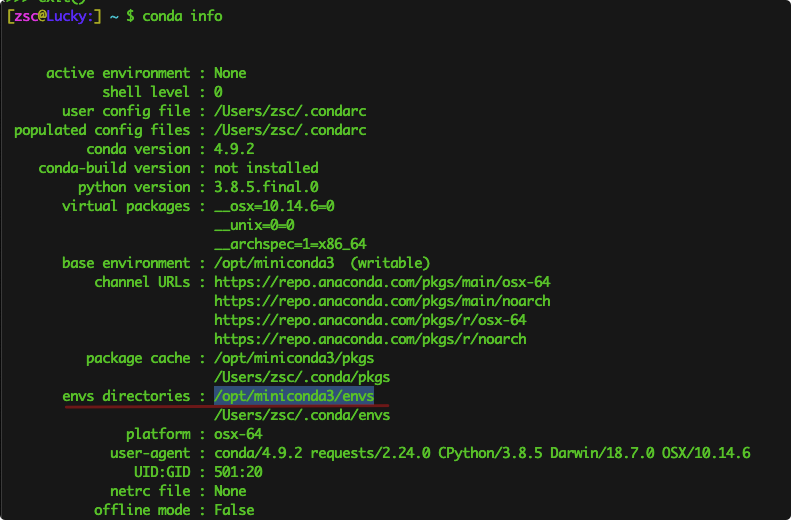 >>> exit()
[zsc@Lucky:] ~ $ conda info
active environment : None
shell level : 0
user config file : /Users/zsc/.condarc
populated config files : /Users/zsc/.condarc
conda version : 4.9.2
conda-build version : not installed
python version : 3.8.5.final.0
virtual packages : __osx=10.14.6=0
__unix=0=0
__archspec=1=x86_64
base environment : /opt/miniconda3  (writable)
channel URLs : https://repo.anaconda.com/pkgs/main/osx-64
https://repo.anaconda.com/pkgs/main/noarch
https://repo.anaconda.com/pkgs/r/osx-64
https://repo.anaconda.com/pkgs/r/noarch
package cache : /opt/miniconda3/pkgs
/Users/zsc/.conda/pkgs
envs directories : /opt/miniconda3/envs
/Users/zsc/.conda/envs
platform : osx-64
user-agent : conda/4.9.2 requests/2.24.0 CPython/3.8.5 Darwin/18.7.0 OSX/10.14.6
UID:GID : 501:20
netrc file : None
offline mode : False